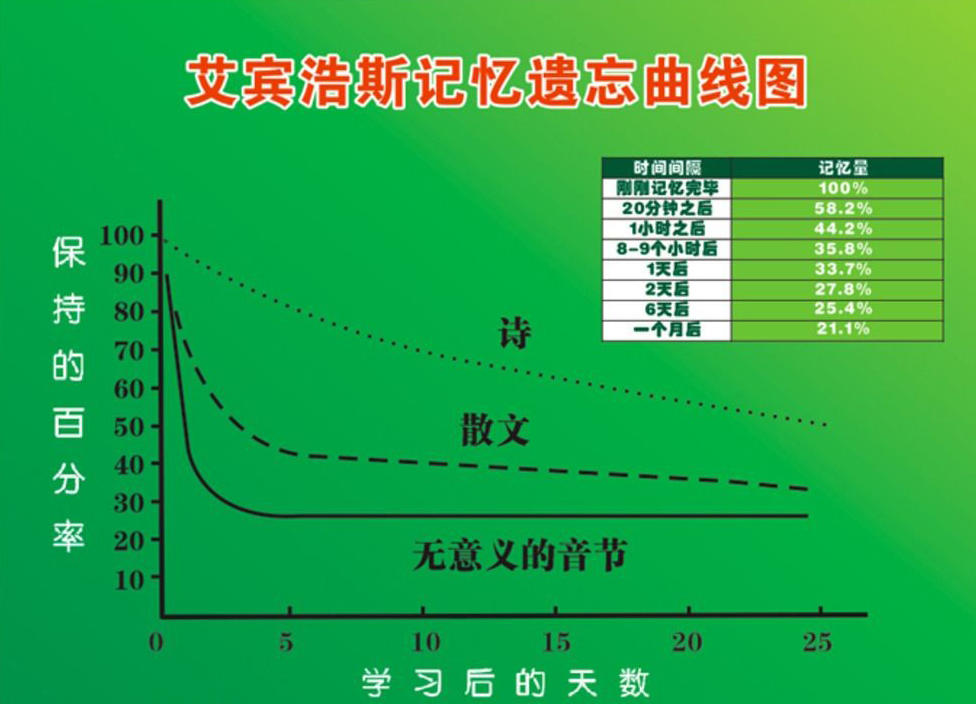 艾宾浩斯记忆遗忘曲线图
时间间隔 记忆量
刚刚记忆完毕 100%
20分钟之后 58.2%
1小时之后 44.2%
8-9个小时后 35.8%
1天后 33.7%
2天后 27.8%
6天后 25.4%
一个月后 21.1%
保持的百分率
100
90
80
70
60
50
40
30
20
10
诗
散文
无意义的音节
0 5 10 15 20 25
学习后的天数